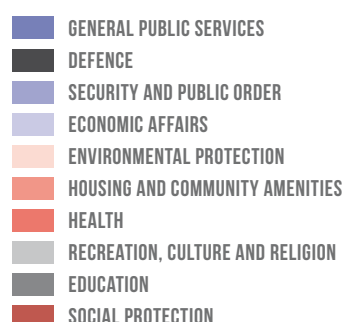 GENERAL PUBLIC SERVICES
DEFENCE
SECURITY AND PUBLIC ORDER
ECONOMIC AFFAIRS
ENVIRONMENTAL PROTECTION
HOUSING AND COMMUNITY AMENITIES
HEALTH
RECREATION, CULTURE AND RELIGION
EDUCATION
SOCIAL PROTECTION